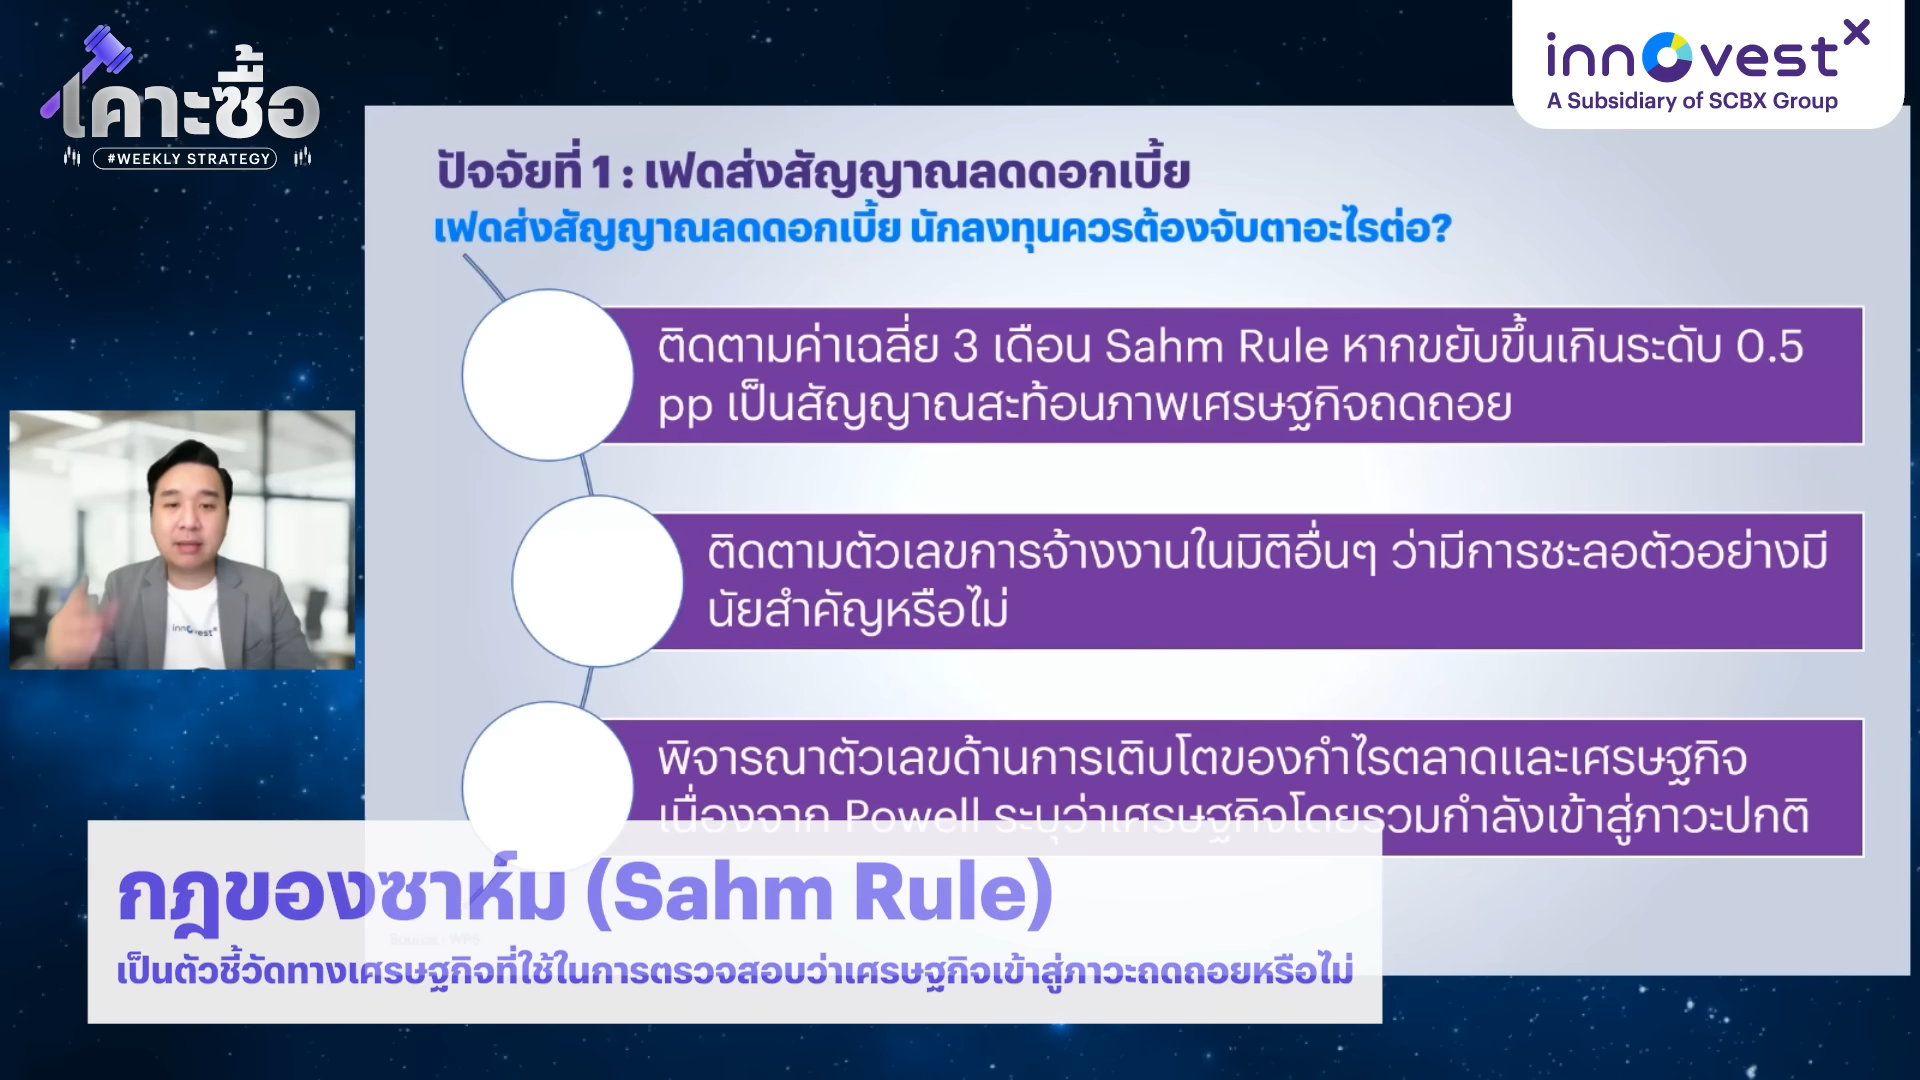 เคาะซื้อ
#WEEKLY STRATEGY
innovestx
A Subsidiary of SCBX Group
ปัจจัยที่ 1 : เฟดส่งสัญญาณลดดอกเบี้ย
เฟดส่งสัญญาณลดดอกเบี้ย นักลงทุนควรต้องจับตาอะไรต่อ?
ติดตามค่าเฉลี่ย 3 เดือน Sahm Rule หากขยับขึ้นเกินระดับ 0.5
pp เป็นสัญญาณสะท้อนภาพเศรษฐกิจถดถอย
ติดตามตัวเลขการจ้างงานในมิติอื่นๆ ว่ามีการชะลอตัวอย่างมี
นัยสำคัญหรือไม่
innovestx
พิจารณาตัวเลขด้านการเติบโตของกำไรตลาดและเศรษฐกิจ
เนื่องจาก Powell ระบุว่าเศรษฐกิจโดยรวมกำลังเข้าสู่ภาวะปกติ
กฎของซาห์ม (Sahm Rule)
Source : WPS
เป็นตัวชี้วัดทางเศรษฐกิจที่ใช้ในการตรวจสอบว่าเศรษฐกิจเข้าสู่ภาวะถดถอยหรือไม่